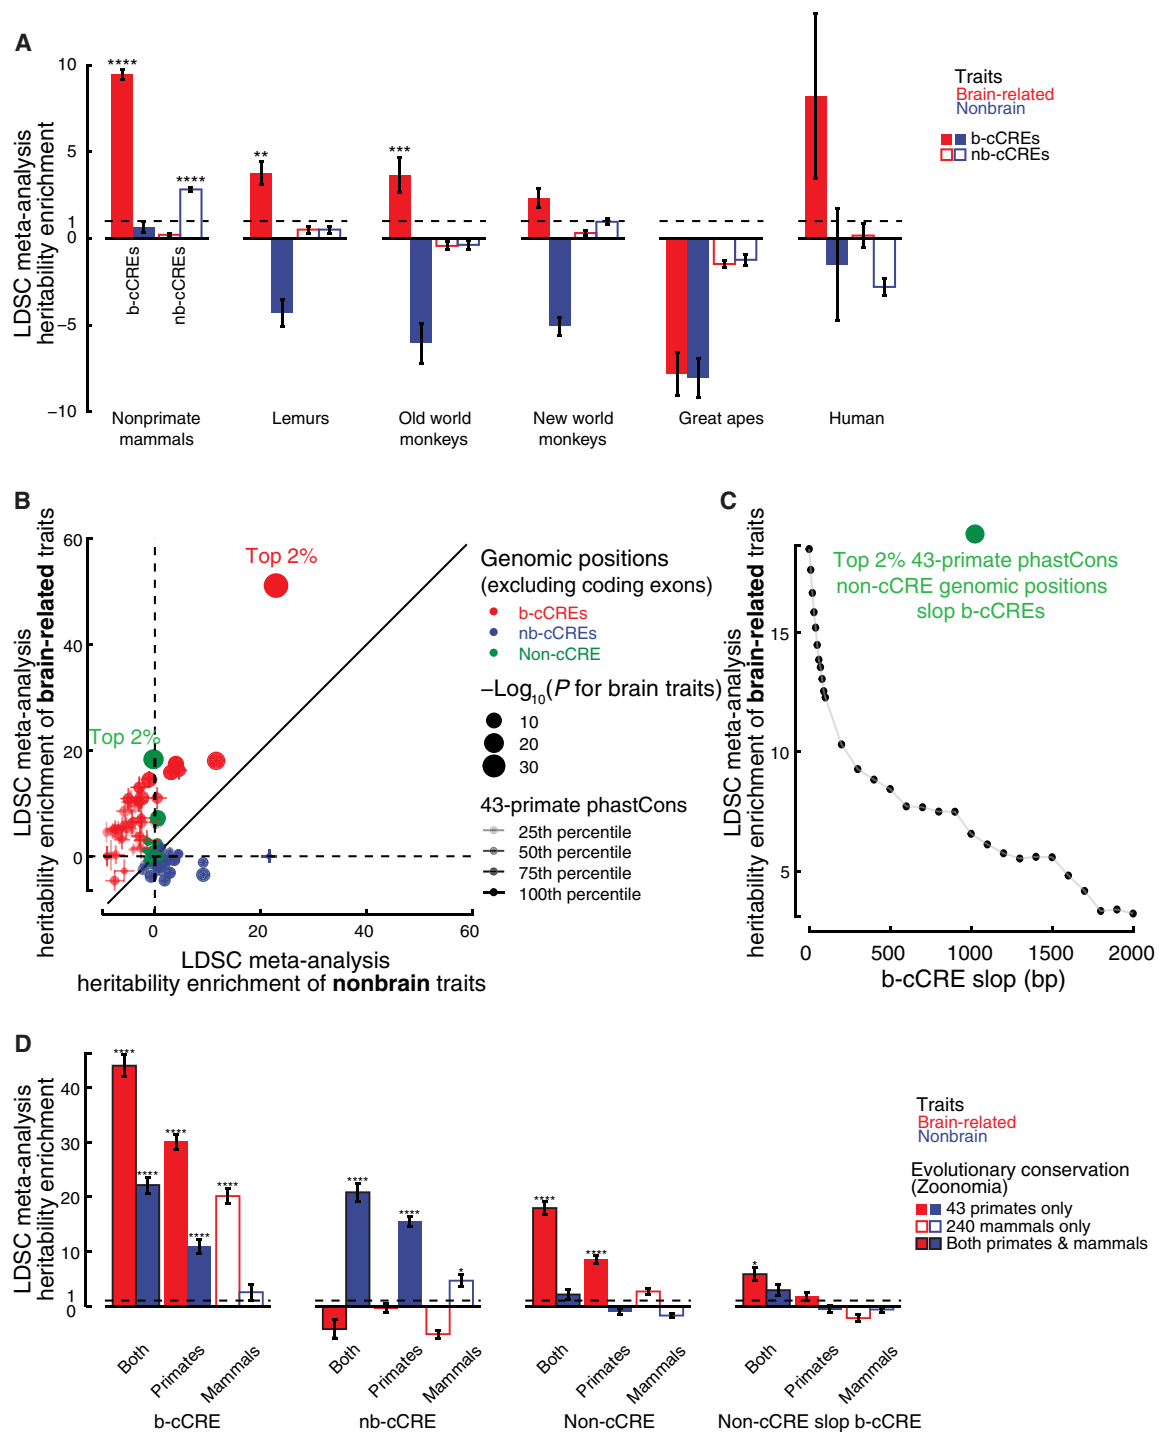 A
LDSC meta-analysis
heritability enrichment
10
5
1
0
−5
−10
****
****
**
***
b-cCREs
nb-cCREs
Nonprimate
mammals
Lemurs
Old world
monkeys
New world
monkeys
Great apes
Human
Traits
Brain-related
Nonbrain
b-cCREs
nb-cCREs
B
LDSC meta-analysis
heritability enrichment of brain-related traits
60
40
20
0
Top 2%
Top 2%
0
20
40
60
LDSC meta-analysis
heritability enrichment of nonbrain traits
Genomic positions
(excluding coding exons)
b-cCREs
nb-cCREs
Non-cCRE
−Log10(P for brain traits)
10
20
30
43-primate phastCons
25th percentile
50th percentile
75th percentile
100th percentile
C
LDSC meta-analysis
heritability enrichment of brain-related traits
15
10
5
Top 2% 43-primate phastCons
non-cCRE genomic positions
slop b-cCREs
0
500
1000
1500
2000
b-cCRE slop (bp)
D
LDSC meta-analysis
heritability enrichment
40
30
20
10
1
0
****
****
****
****
****
****
****
*
****
****
*
Both
Primates
Mammals
b-cCRE
Both
Primates
Mammals
nb-cCRE
Both
Primates
Mammals
Non-cCRE
Both
Primates
Mammals
Non-cCRE slop b-cCRE
Traits
Brain-related
Nonbrain
Evolutionary conservation
(Zoonomia)
43 primates only
240 mammals only
Both primates & mammals